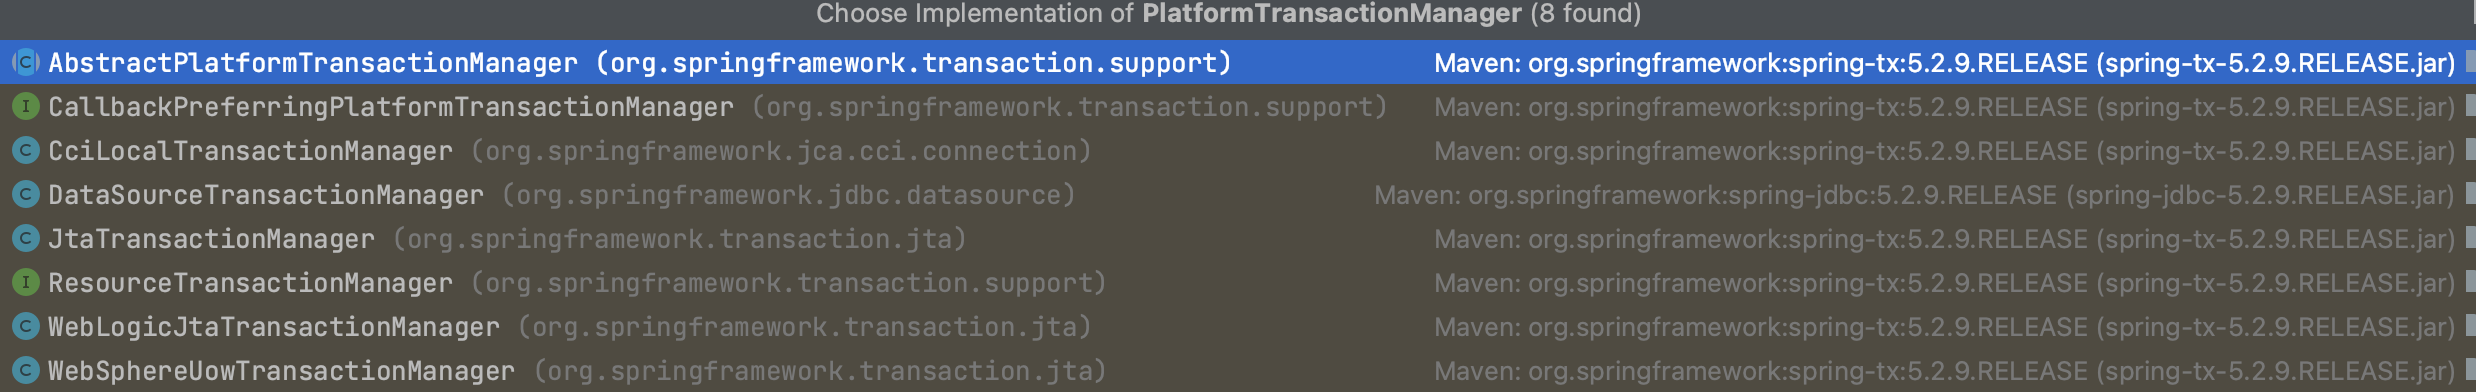 Choose Implementation of PlatformTransactionManager (8 found)
C AbstractPlatformTransactionManager (org.springframework.transaction.support) Maven: org.springframework:spring-tx:5.2.9.RELEASE (spring-tx-5.2.9.RELEASE.jar)
I CallbackPreferringPlatformTransactionManager (org.springframework.transaction.support) Maven: org.springframework:spring-tx:5.2.9.RELEASE (spring-tx-5.2.9.RELEASE.jar)
C CciLocalTransactionManager (org.springframework.jca.cci.connection) Maven: org.springframework:spring-tx:5.2.9.RELEASE (spring-tx-5.2.9.RELEASE.jar)
C DataSourceTransactionManager (org.springframework.jdbc.datasource) Maven: org.springframework:spring-jdbc:5.2.9.RELEASE (spring-jdbc-5.2.9.RELEASE.jar)
C JtaTransactionManager (org.springframework.transaction.jta) Maven: org.springframework:spring-tx:5.2.9.RELEASE (spring-tx-5.2.9.RELEASE.jar)
I ResourceTransactionManager (org.springframework.transaction.support) Maven: org.springframework:spring-tx:5.2.9.RELEASE (spring-tx-5.2.9.RELEASE.jar)
C WebLogicJtaTransactionManager (org.springframework.transaction.jta) Maven: org.springframework:spring-tx:5.2.9.RELEASE (spring-tx-5.2.9.RELEASE.jar)
C WebSphereUowTransactionManager (org.springframework.transaction.jta) Maven: org.springframework:spring-tx:5.2.9.RELEASE (spring-tx-5.2.9.RELEASE.jar)